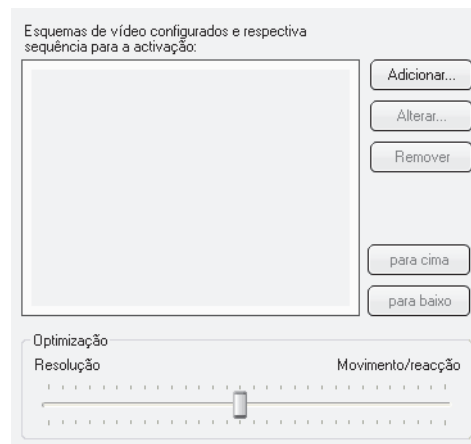 Esquemas de vídeo configurados e respectiva
sequência para a activação:
Adicionar...
Alterar...
Remover
para cima
para baixo
Optimização
Resolução Movimento/reacção